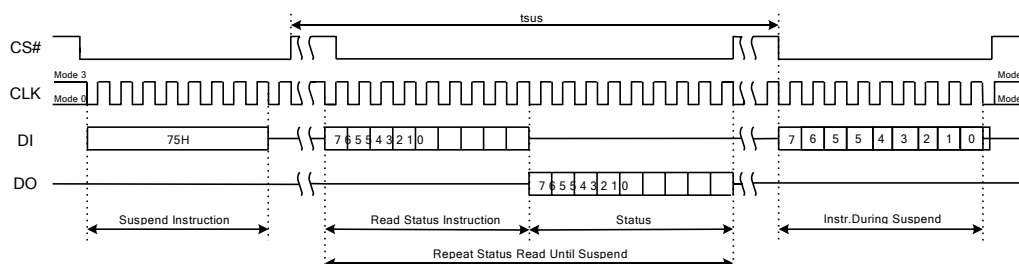 tsus
CS#
Mode 3
CLK
Mode 0
Mode
Mode
DI
75H
7 6 5 5 4 3 2 1 0
7 6 5 5 4 3 2 1 0
DO
7 6 5 5 4 3 2 1 0
Suspend Instruction
Read Status Instruction
Status
Instr.During Suspend
Repeat Status Read Until Suspend